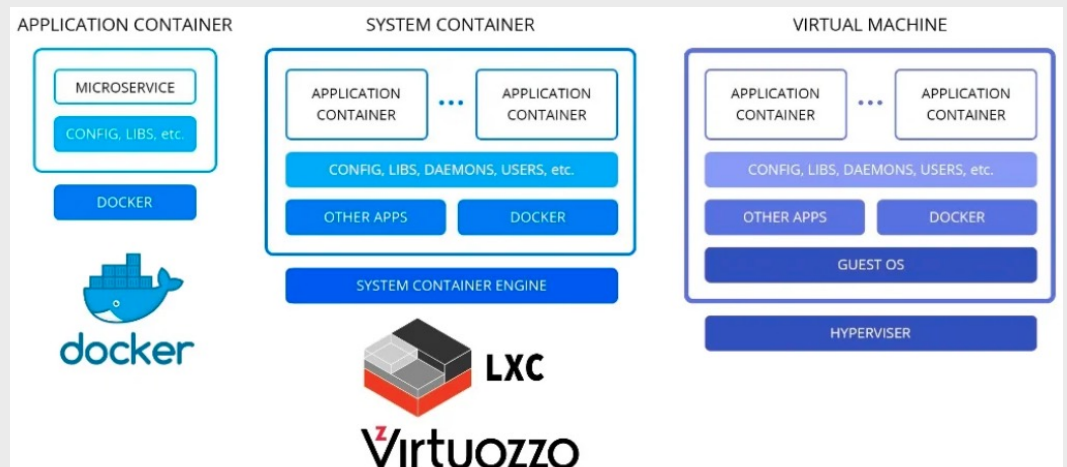 APPLICATION CONTAINER
MICROSERVICE
CONFIG, LIBS, etc.
DOCKER
docker
SYSTEM CONTAINER
APPLICATION
CONTAINER
...
APPLICATION
CONTAINER
CONFIG, LIBS, DAEMONS, USERS, etc.
OTHER APPS
DOCKER
SYSTEM CONTAINER ENGINE
LXC
Virtuozzo
VIRTUAL MACHINE
APPLICATION
CONTAINER
...
APPLICATION
CONTAINER
CONFIG, LIBS, DAEMONS, USERS, etc.
OTHER APPS
DOCKER
GUEST OS
HYPERVISER